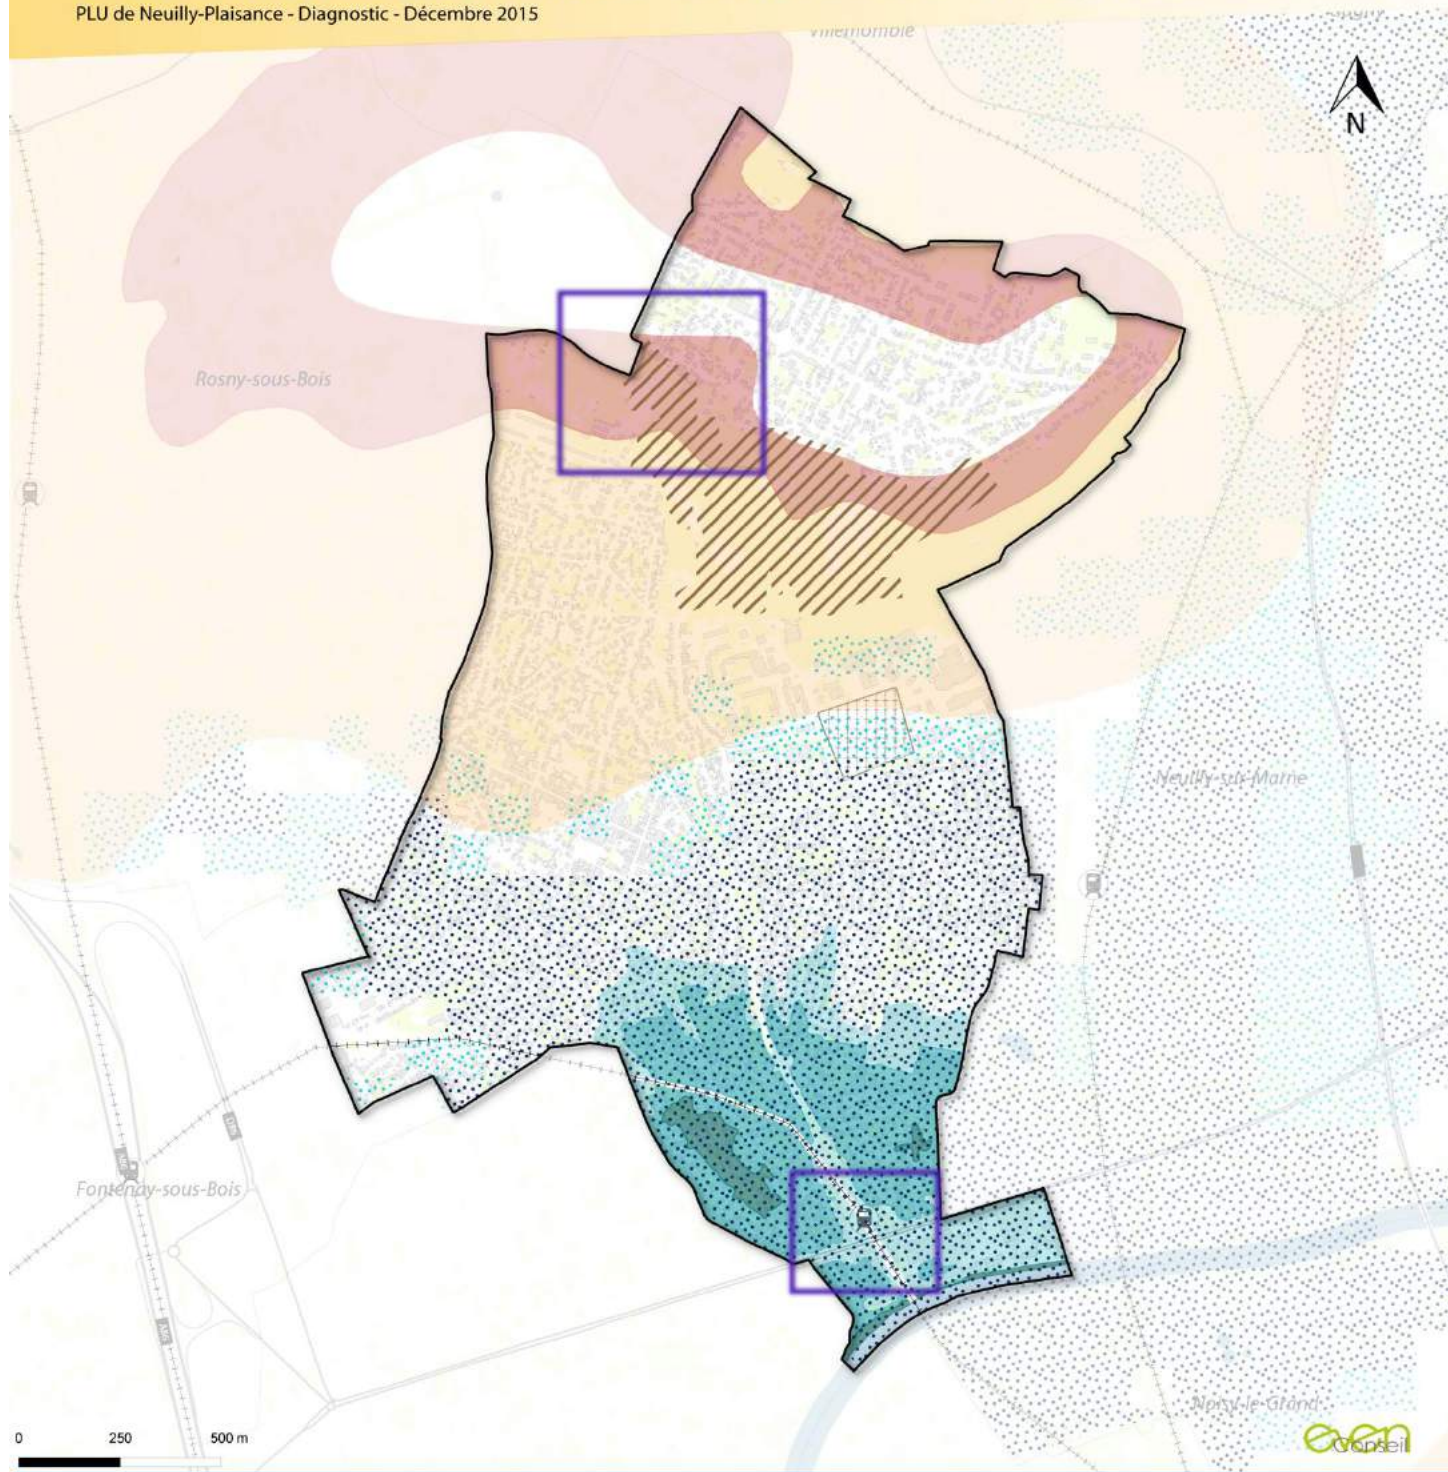 PLU de Neuilly-Plaisance - Diagnostic - Décembre 2015
Villemomble
N
Rosny-sous-Bois
Neuilly-sur-Marne
Fontenay-sous-Bois
Noisy-le-Grand
0 250 500 m
even
Conseil